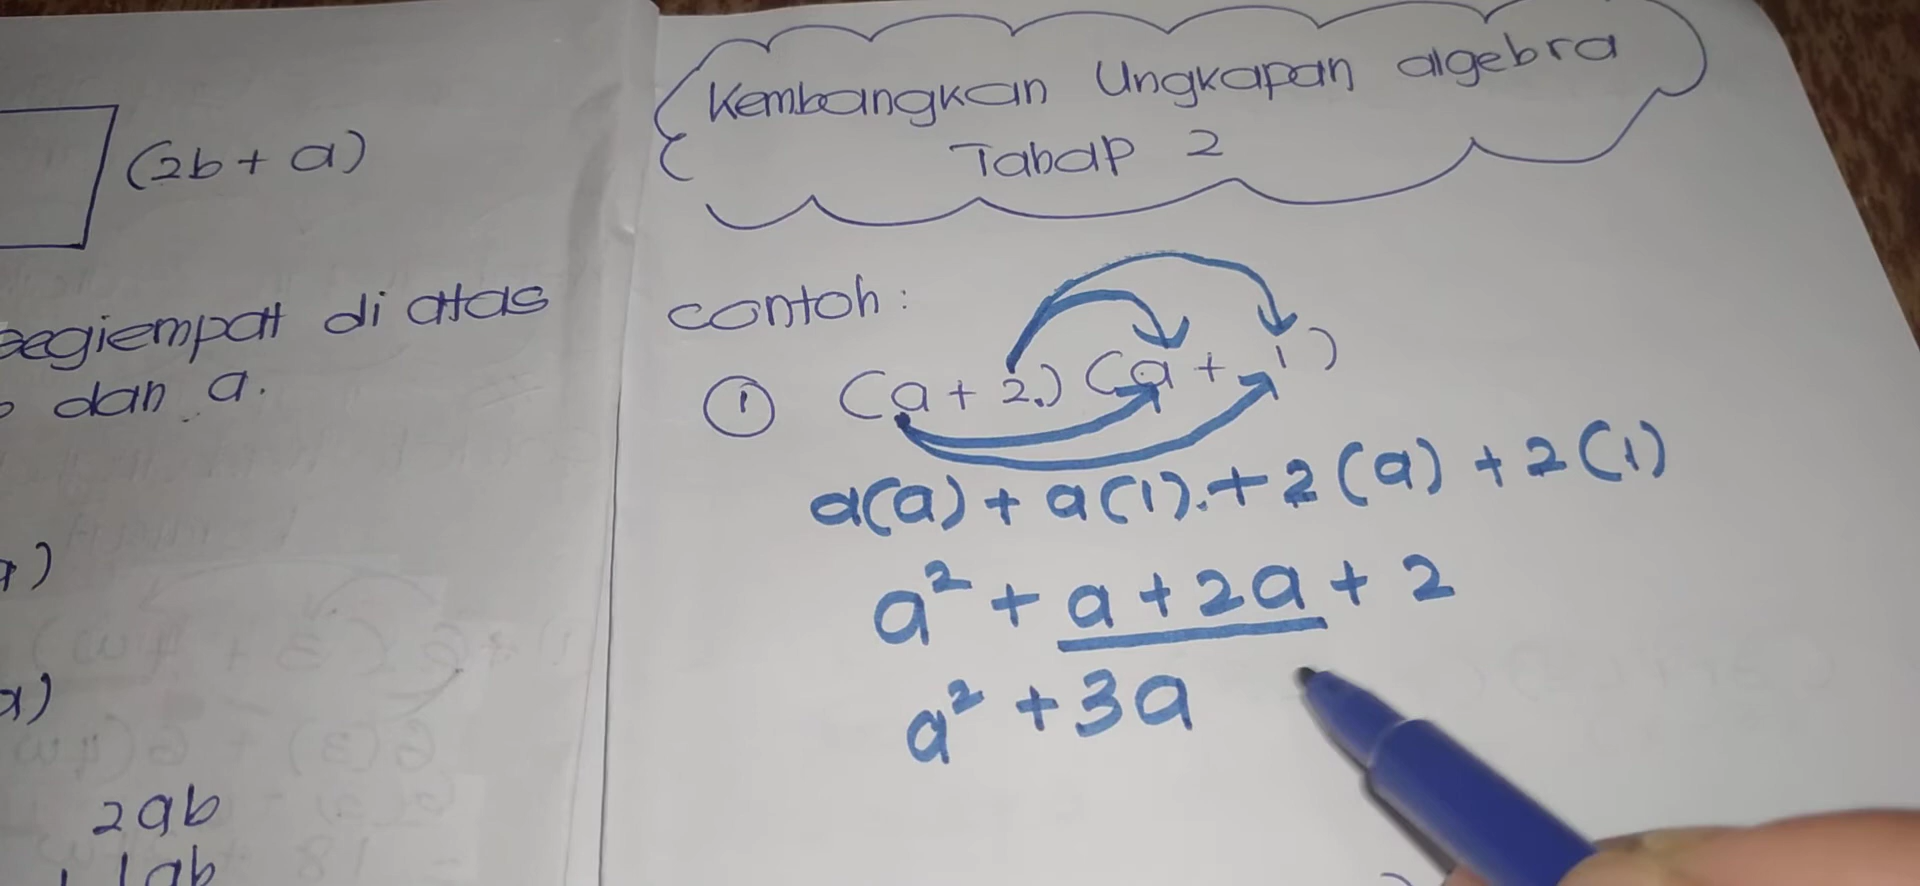 (2b + a)
segiempat di atas
dan a.
2ab
Kembangkan Ungkapan algebra
Tahap 2
contoh:
① (a + 2) (a + 1)
a(a) + a(1) + 2(a) + 2(1)
a² + a + 2a + 2
a² + 3a